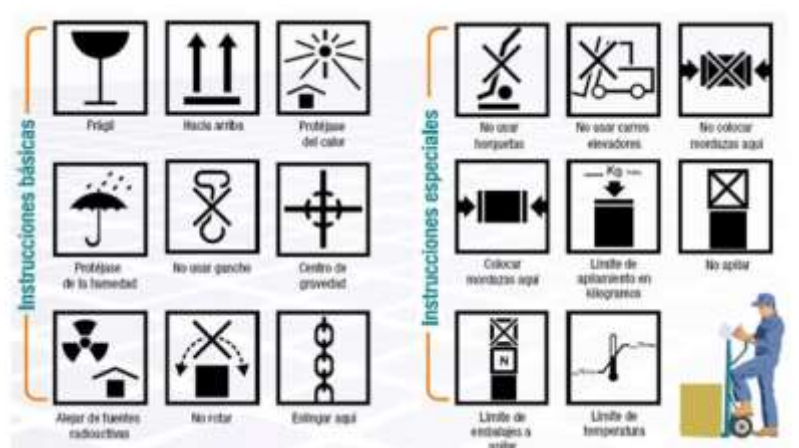 Instrucciones básicas
Frágil
Hacia arriba
Protéjase
del calor
Protéjase
de la humedad
No usar gancho
Centro de
gravedad
Alejar de fuentes
radioactivas
No rotar
Eslingar aquí
Instrucciones especiales
No usar
horquetas
No usar carros
elevadores
No colocar
mordazas aquí
Colocar
mordazas aquí
Kg
Límite de
apilamiento en
kilogramos
No apilar
N
Límite de
embalajes a
apilar
Límite de
temperatura